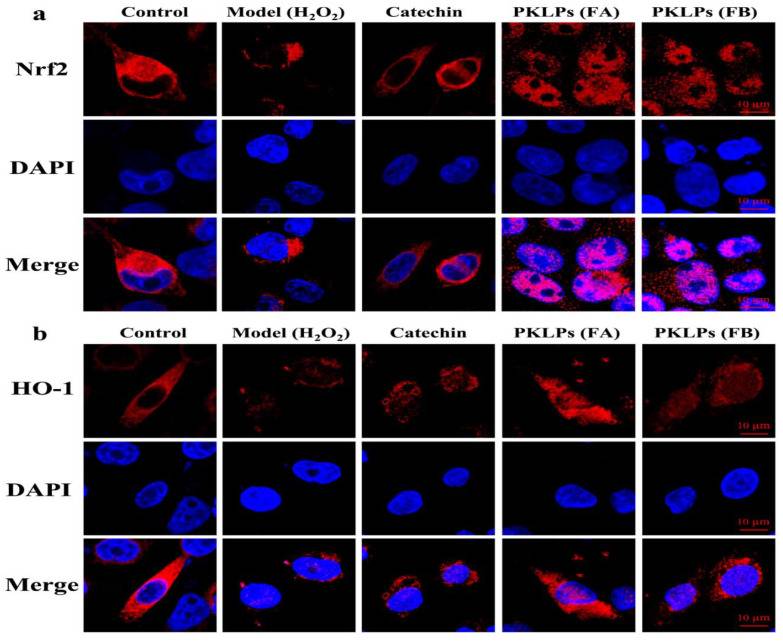 a
Control Model (H₂O₂) Catechin PKLPs (FA) PKLPs (FB)
Nrf2
10 μm
DAPI
10 μm
Merge
10 μm
b
Control Model (H₂O₂) Catechin PKLPs (FA) PKLPs (FB)
HO-1
10 μm
DAPI
10 μm
Merge
10 μm